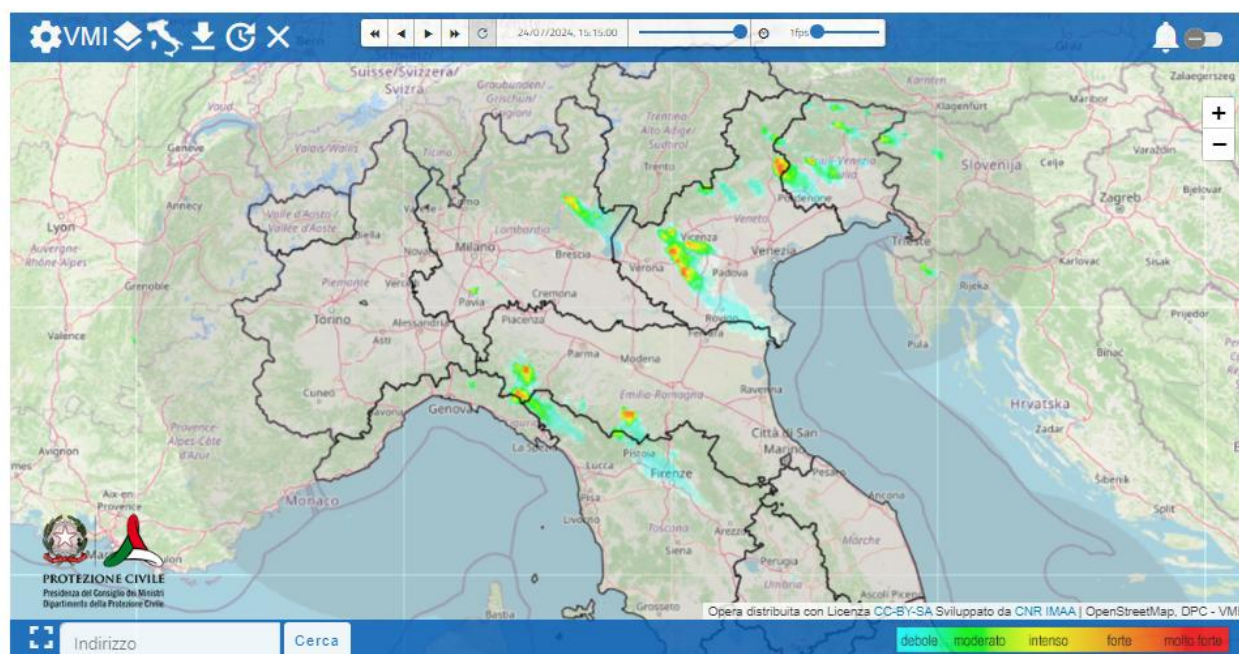 VMI
24/07/2024, 15:15:00
1fps
Suisse/Svizzera/
Svizra
Graubünden/
Grischun/
Grigioni
Kärnten
Klagenfurt
Maribor
Zalaegerszeg
Vaud
Valais/Wallis
Ticino
Trentino
Alto Adige/
Südtirol
Genève
Trento
Slovenija
Celje
Varaždin
Annecy
Pordenone
Zagreb
Bjelovar
Lyon
Valle d'Aosta /
Vallée d'Aoste
Biella
Lombardia
Veneto
Vicenza
Milano
Brescia
Verona
Padova
Venezia
Trieste
Karlovac
Sisak
Auvergne-
Rhône-Alpes
Grenoble
Piemonte
Pavia
Cremona
Rovigo
Rijeka
Torino
Alessandria
Piacenza
Ferrara
Prijedor
Valence
Asti
Parma
Modena
Pula
Bihać
Cuneo
Emilia-Romagna
Ravenna
Genova
Hrvatska
Provence-
Alpes-Côte
d'Azur
La Spezia
Pistoia
Città di San
Marino
Zadar
Avignon
Lucca
Firenze
Pesaro
Aix-en
Provence
Monaco
Pisa
Ancona
Šibenik
Livorno
Toscana
Arezzo
Split
Siena
Marche
Perugia
Umbria
Grosseto
Ascoli Piceno
Bastia
PROTEZIONE CIVILE
Presidenza del Consiglio dei Ministri
Dipartimento della Protezione Civile
Opera distribuita con Licenza CC-BY-SA Sviluppato da CNR IMAA | OpenStreetMap, DPC - VMI
Indirizzo
Cerca
debole moderato intenso forte molto forte